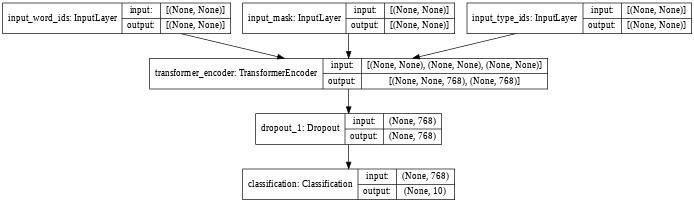 input_word_ids: InputLayer input: [(None, None)]
output: [(None, None)]
input_mask: InputLayer input: [(None, None)]
output: [(None, None)]
input_type_ids: InputLayer input: [(None, None)]
output: [(None, None)]
transformer_encoder: TransformerEncoder input: [(None, None), (None, None), (None, None)]
output: [(None, None, 768), (None, 768)]
dropout_1: Dropout input: (None, 768)
output: (None, 768)
classification: Classification input: (None, 768)
output: (None, 10)